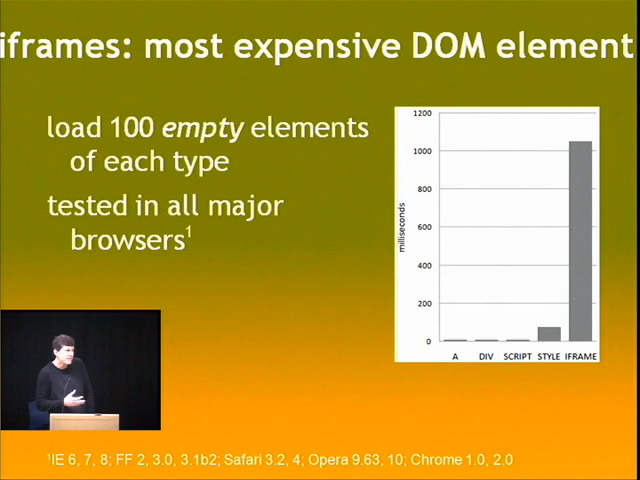 iframes: most expensive DOM element
load 100 empty elements
of each type
tested in all major
browsers¹
1200
1000
800
600
400
200
0
milliseconds
A DIV SCRIPT STYLE IFRAME
¹IE 6, 7, 8; FF 2, 3.0, 3.1b2; Safari 3.2, 4; Opera 9.63, 10; Chrome 1.0, 2.0